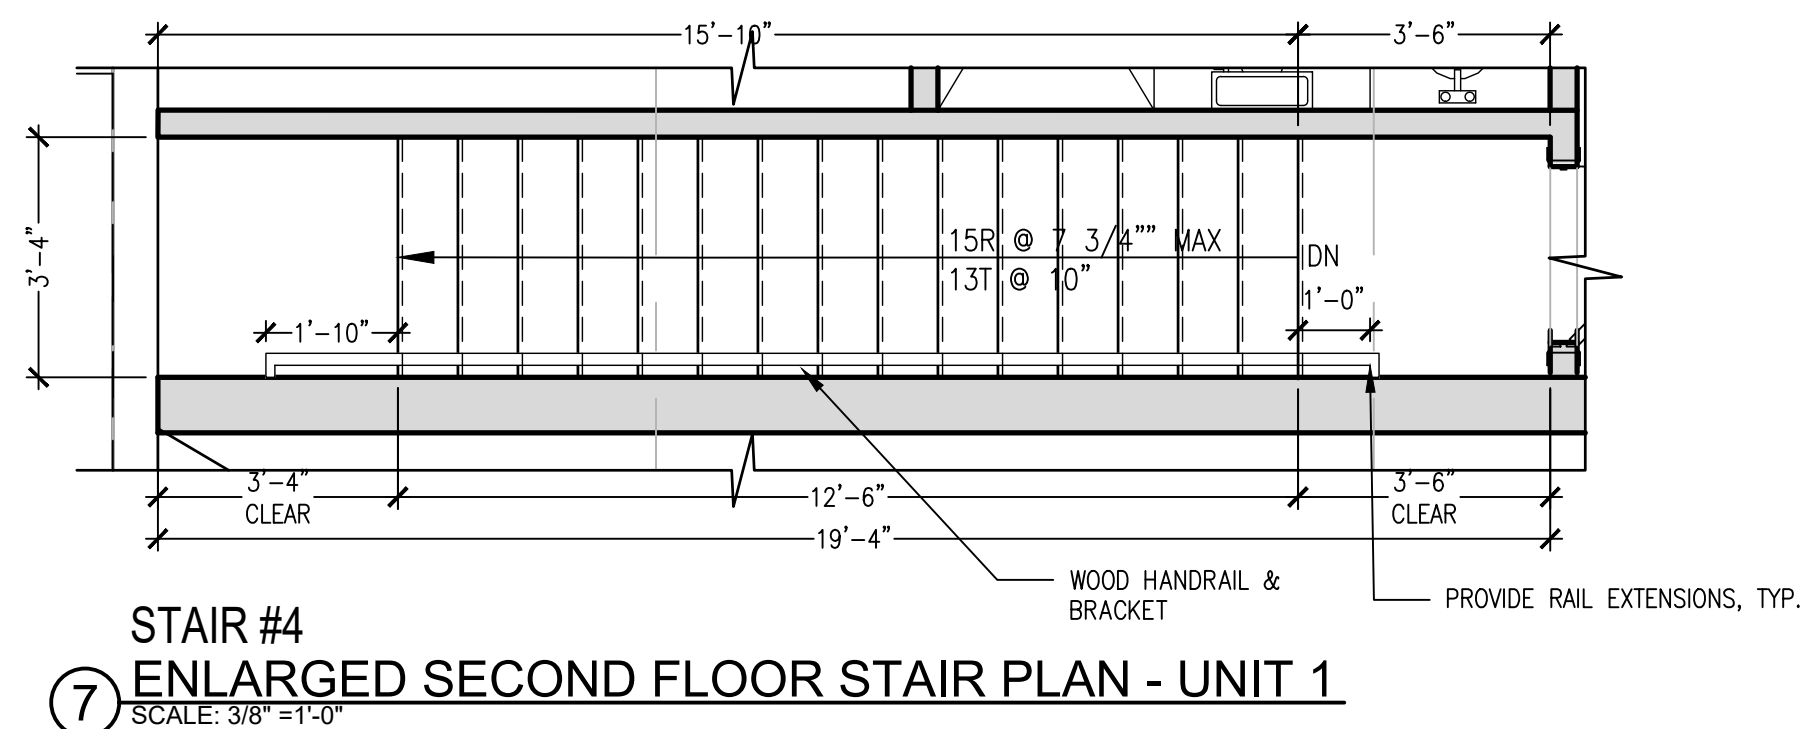 15'-10"
3'-6"
3'-4"
15R @ 7 3/4"" MAX
13T @ 10"
DN
1'-10"
1'-0"
3'-4"
CLEAR
12'-6"
3'-6"
CLEAR
19'-4"
WOOD HANDRAIL &
BRACKET
PROVIDE RAIL EXTENSIONS, TYP.
STAIR #4
7
ENLARGED SECOND FLOOR STAIR PLAN - UNIT 1
SCALE: 3/8" =1'-0"